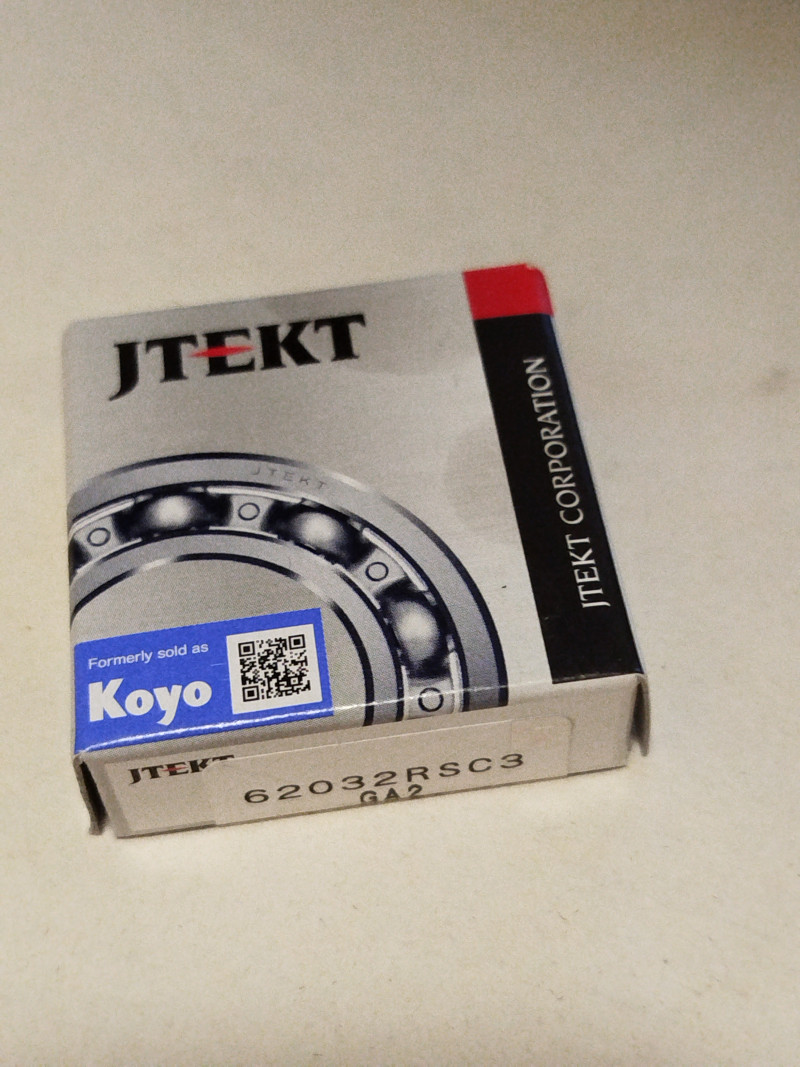 JTEKT
JTEKT CORPORATION
JTEKT
Formerly sold as
Koyo
JTEKT
62032RSC3
GA2